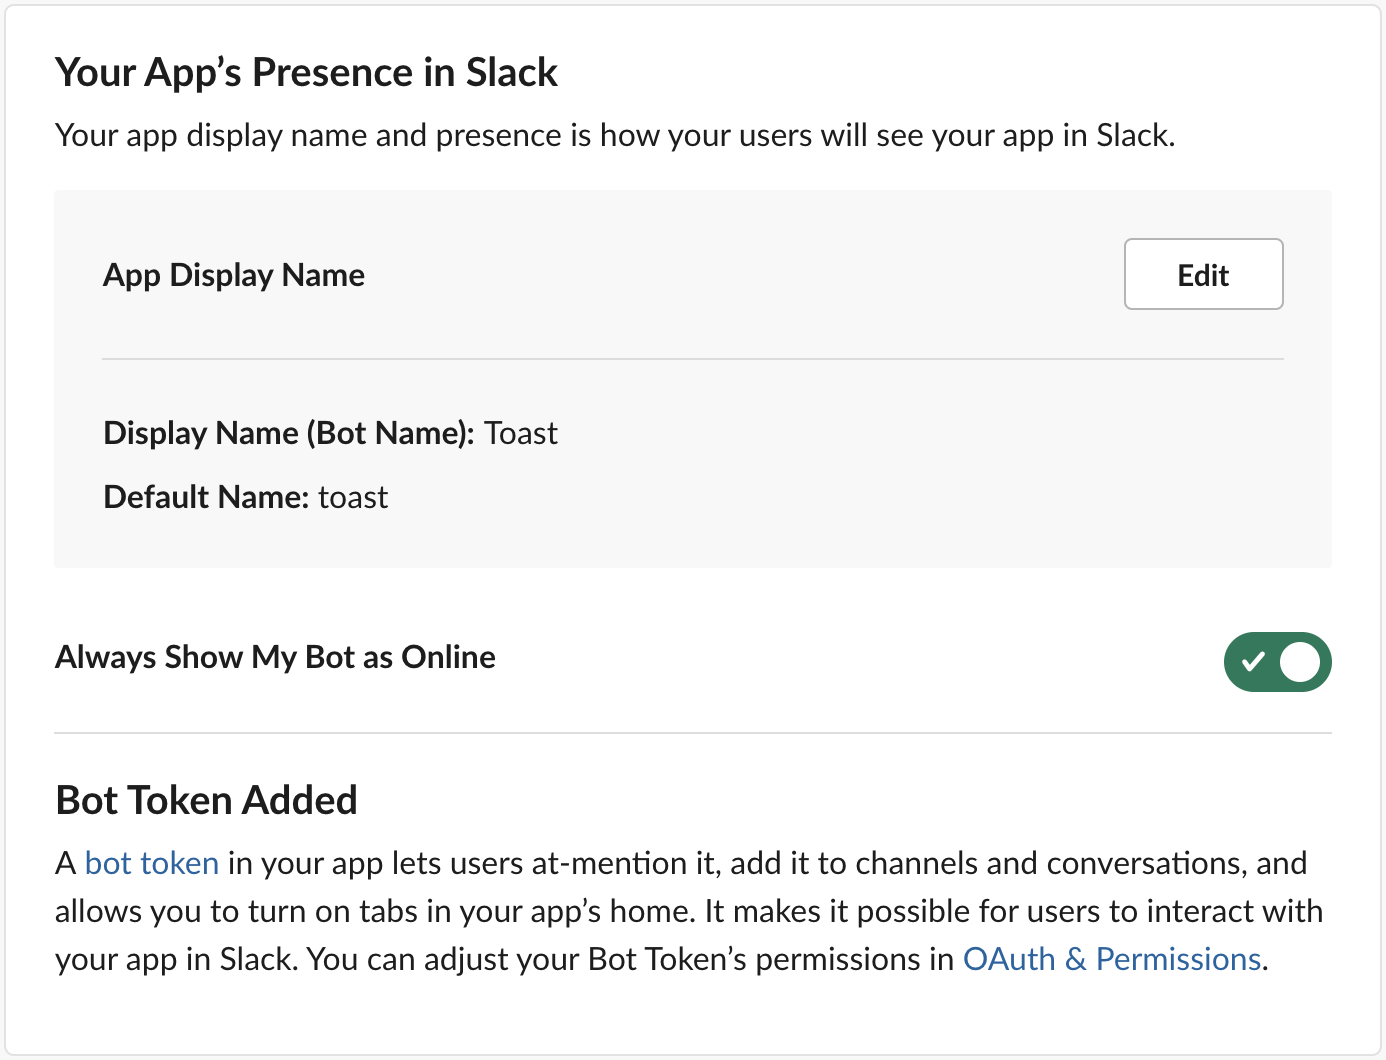 Your App’s Presence in Slack
Your app display name and presence is how your users will see your app in Slack.
App Display Name
Edit
Display Name (Bot Name): Toast
Default Name: toast
Always Show My Bot as Online
Bot Token Added
A bot token in your app lets users at-mention it, add it to channels and conversations, and
allows you to turn on tabs in your app’s home. It makes it possible for users to interact with
your app in Slack. You can adjust your Bot Token’s permissions in OAuth & Permissions.